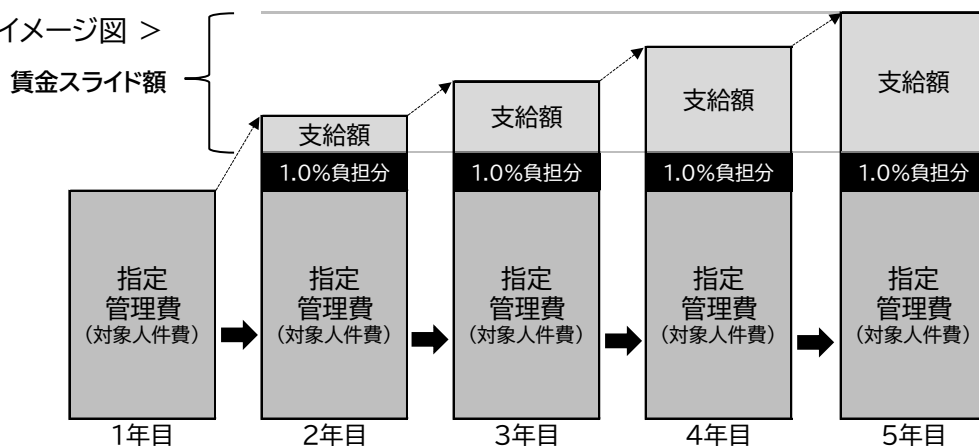 イメージ図 >
賃金スライド額
支給額
支給額
支給額
支給額
1.0%負担分
1.0%負担分
1.0%負担分
1.0%負担分
指定
管理費
(対象人件費)
指定
管理費
(対象人件費)
指定
管理費
(対象人件費)
指定
管理費
(対象人件費)
指定
管理費
(対象人件費)
1年目
2年目
3年目
4年目
5年目